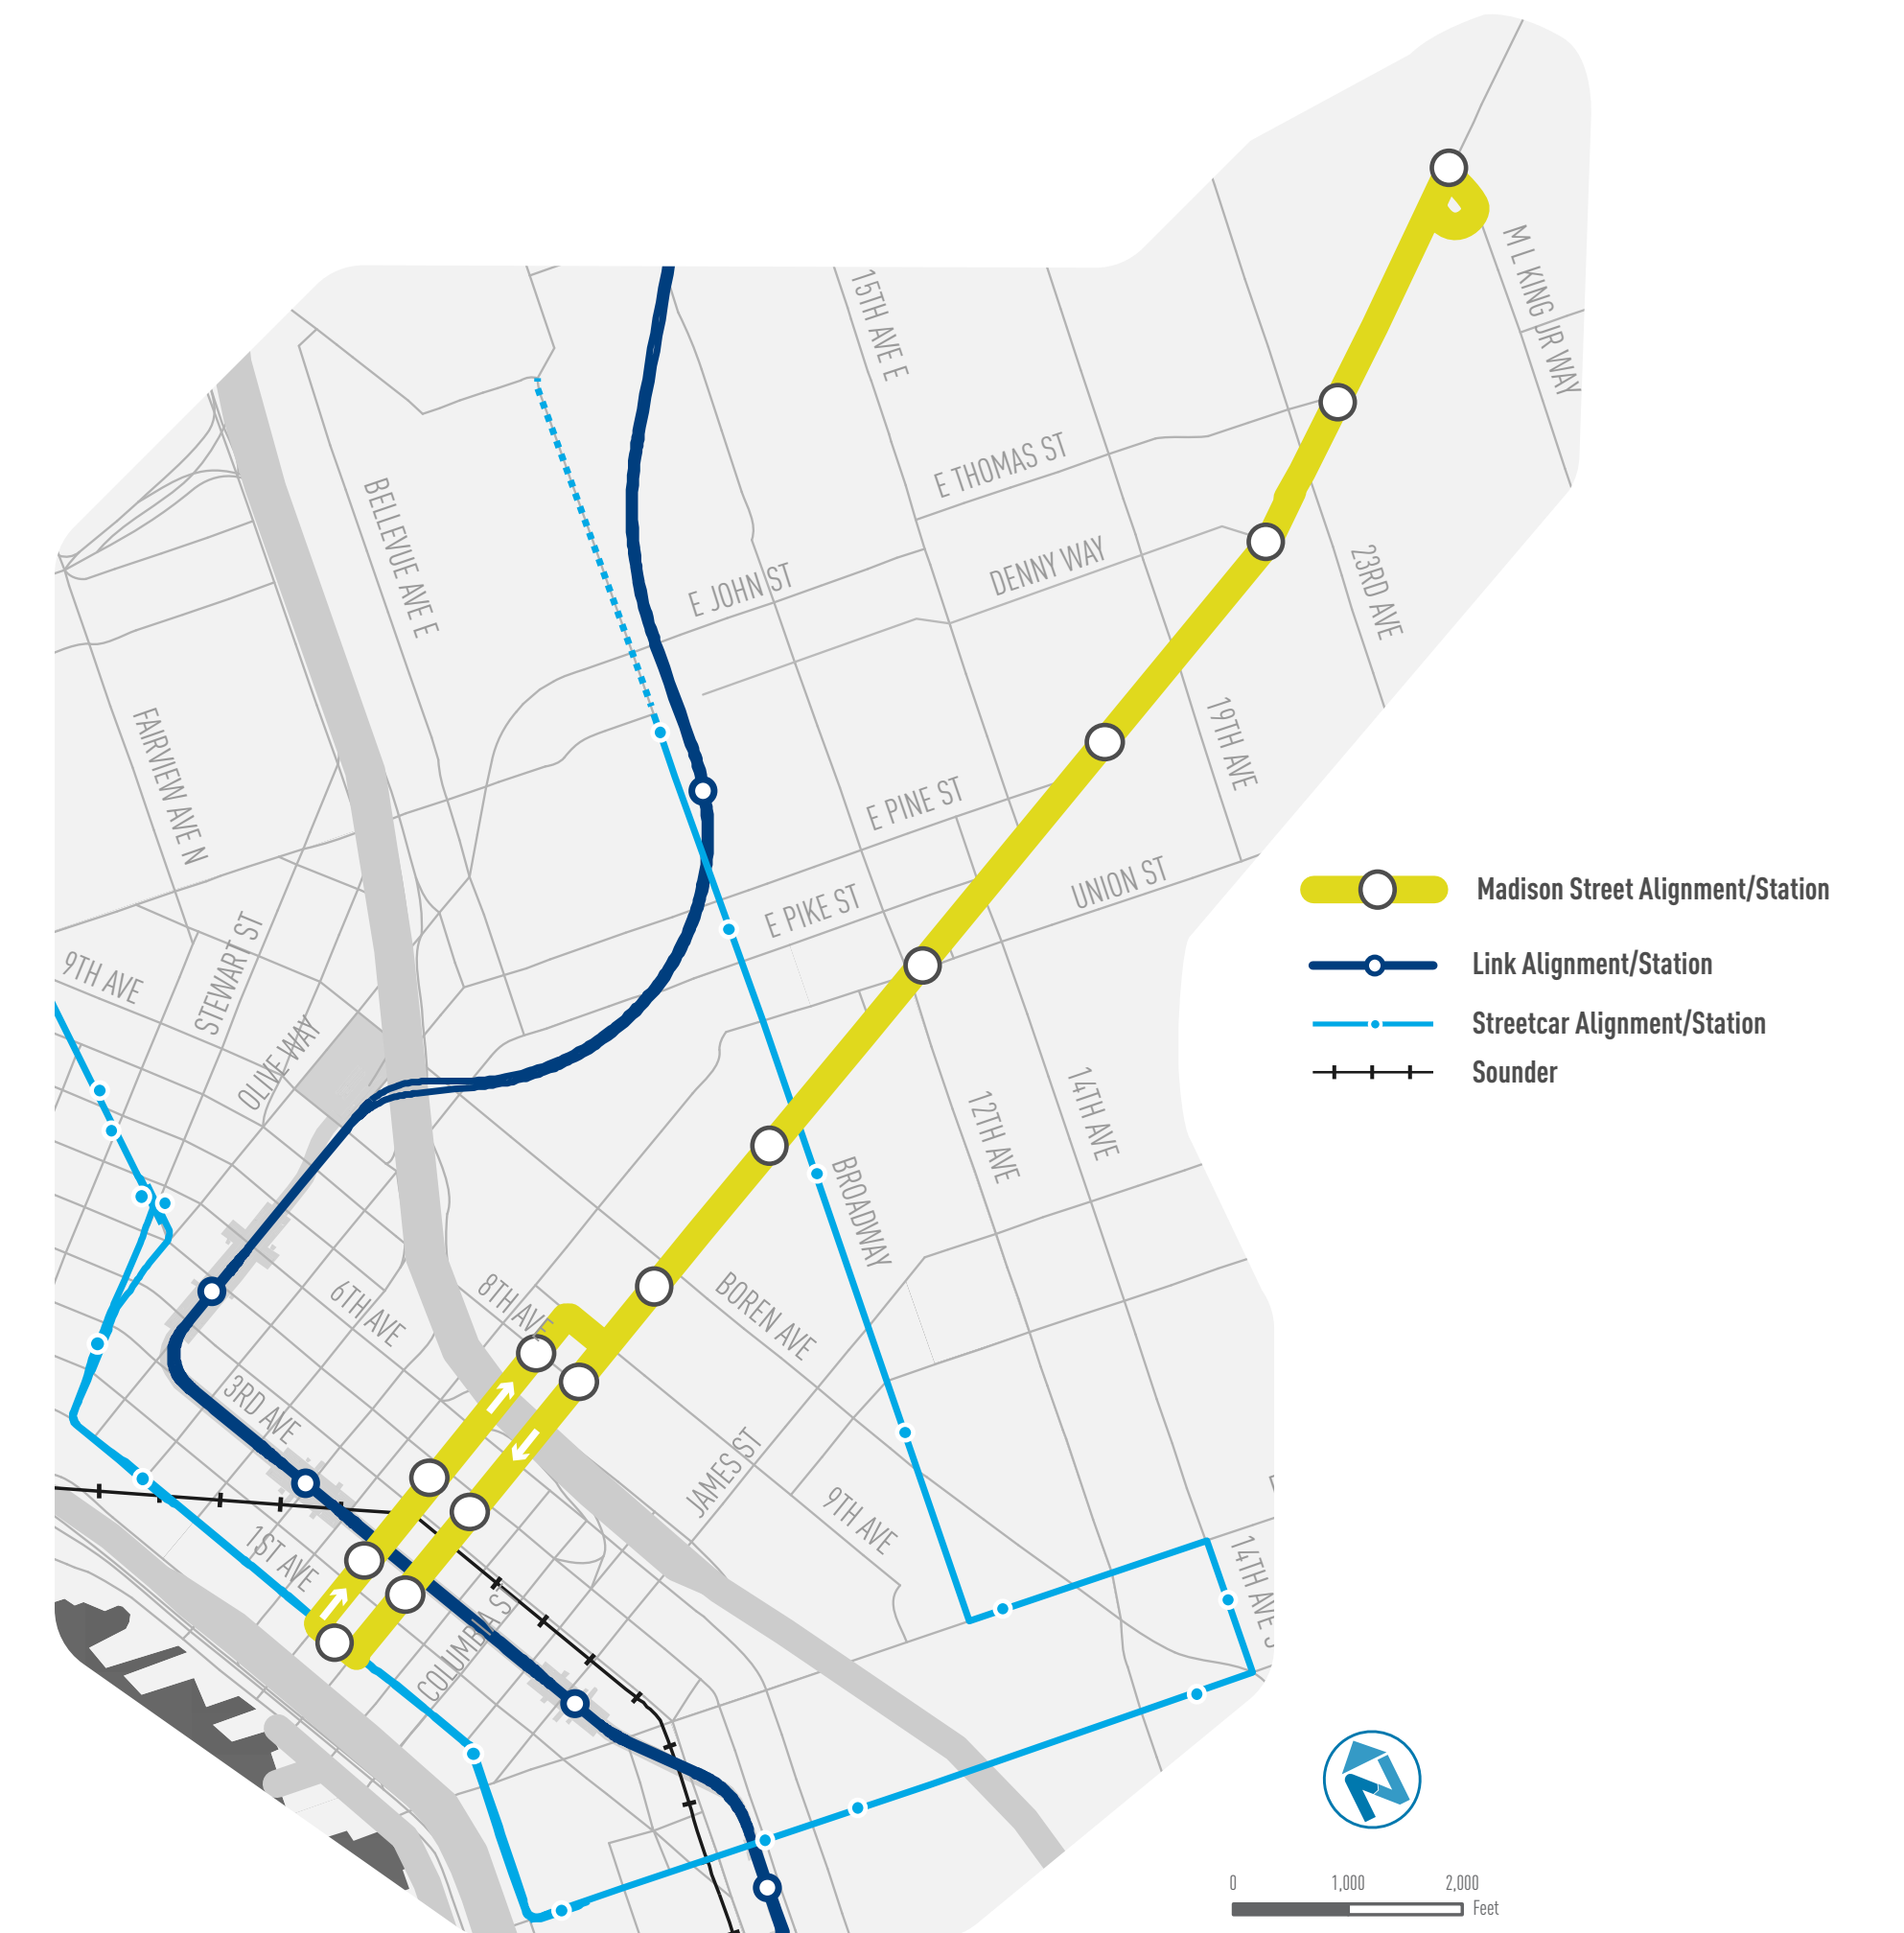 15TH AVE E
M L KING JR WAY
E THOMAS ST
BELLEVUE AVE E
DENNY WAY
23RD AVE
E JOHN ST
FAIRVIEW AVE N
19TH AVE
E PINE ST
UNION ST
E PIKE ST
Madison Street Alignment/Station
STEWART ST
9TH AVE
Link Alignment/Station
OLIVE WAY
Streetcar Alignment/Station
Sounder
14TH AVE
12TH AVE
BROADWAY
8TH AVE
6TH AVE
BOREN AVE
3RD AVE
JAMES ST
9TH AVE
1ST AVE
14TH AVE S
COLUMBIA ST
0 1,000 2,000
Feet